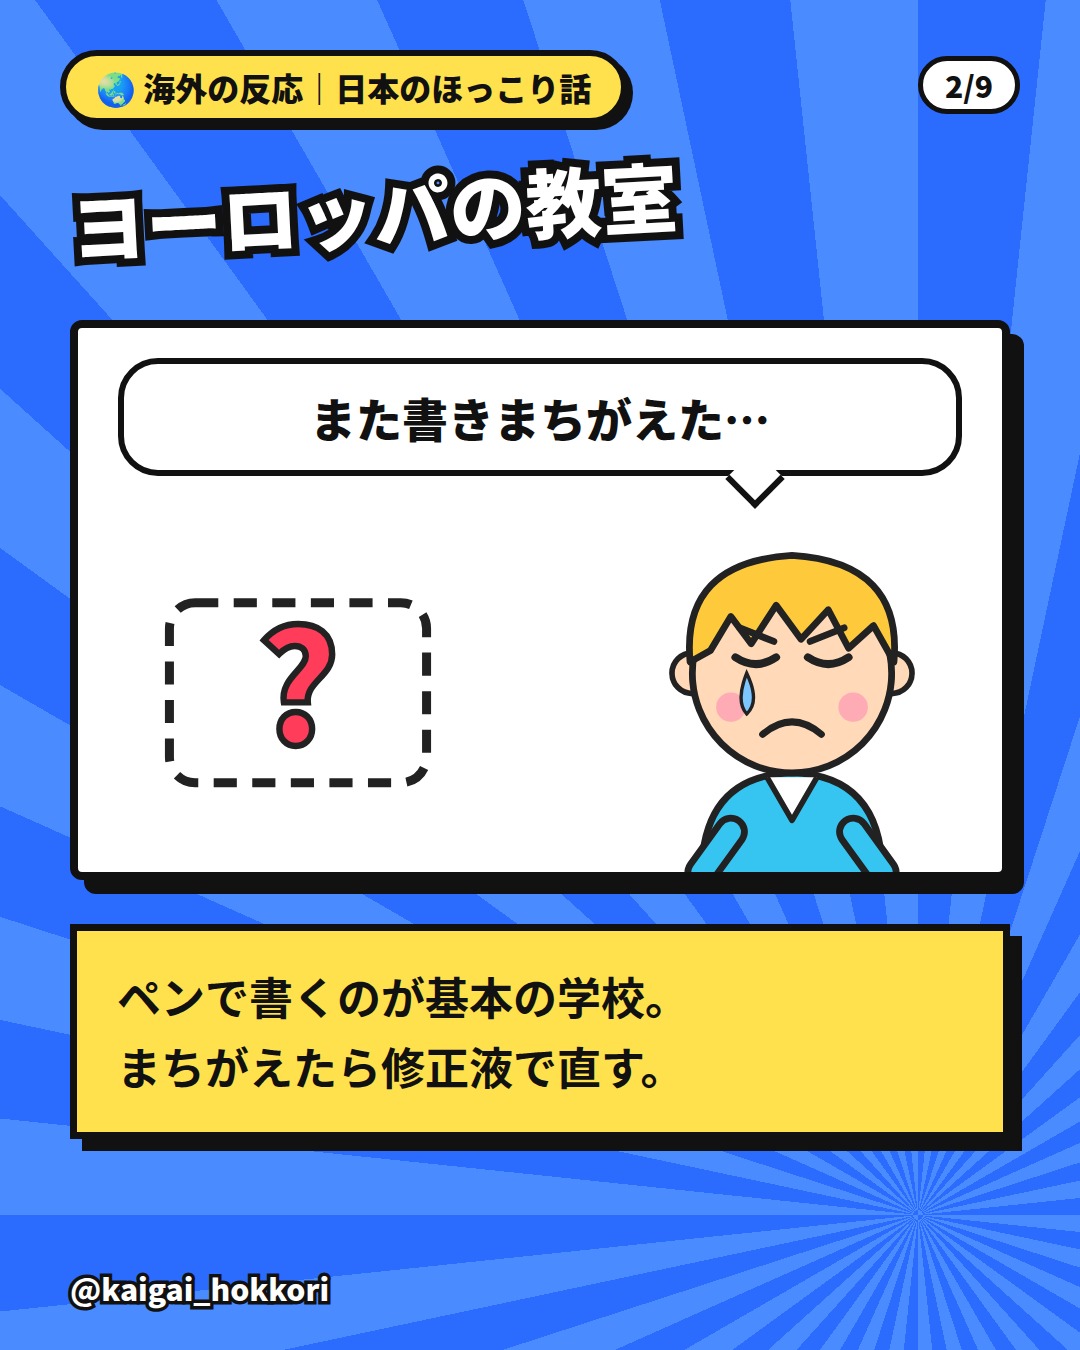 🌏 海外の反応｜日本のほっこり話
2/9
ヨーロッパの教室
また書きまちがえた…
?
ペンで書くのが基本の学校。
まちがえたら修正液で直す。
@kaigai_hokkori